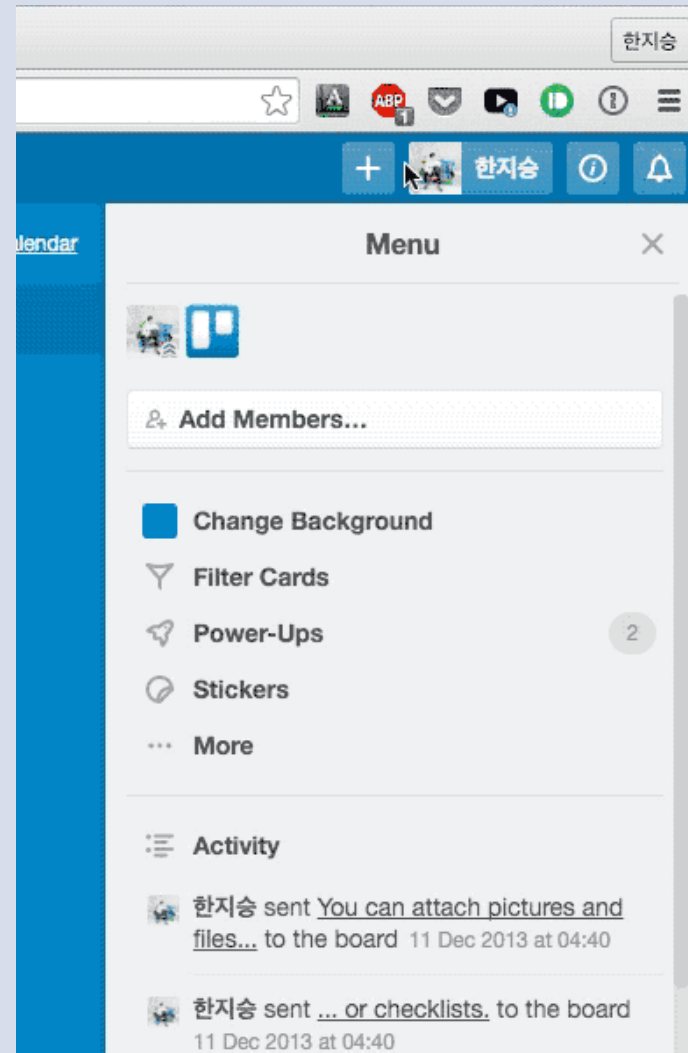 한지승
ABP
1
한지승
alendar
Menu
Add Members...
Change Background
Filter Cards
Power-Ups
2
Stickers
More
Activity
한지승 sent You can attach pictures and
files... to the board 11 Dec 2013 at 04:40
한지승 sent ... or checklists. to the board
11 Dec 2013 at 04:40